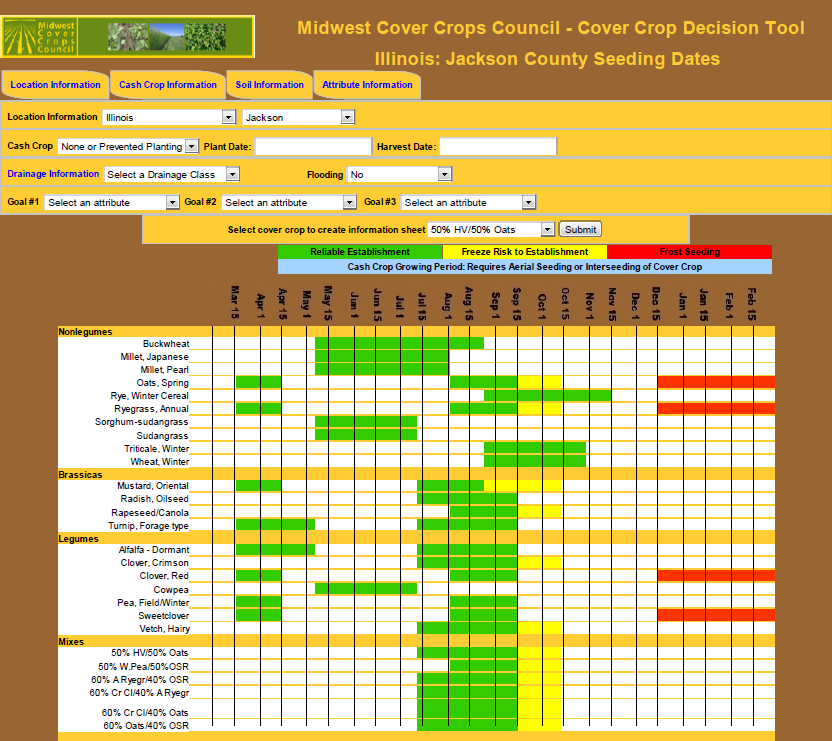 Midwest
Cover
Crops
Council
Midwest Cover Crops Council - Cover Crop Decision Tool
Illinois: Jackson County Seeding Dates
Location Information Cash Crop Information Soil Information Attribute Information
Location Information Illinois Jackson
Cash Crop None or Prevented Planting Plant Date: Harvest Date:
Drainage Information Select a Drainage Class Flooding No
Goal #1 Select an attribute Goal #2 Select an attribute Goal #3 Select an attribute
Select cover crop to create information sheet 50% HV/50% Oats Submit
Reliable Establishment Freeze Risk to Establishment Frost Seeding
Cash Crop Growing Period: Requires Aerial Seeding or Interseeding of Cover Crop
Mar 15 Apr 1 Apr 15 May 1 May 15 Jun 1 Jun 15 Jul 1 Jul 15 Aug 1 Aug 15 Sep 1 Sep 15 Oct 1 Oct 15 Nov 1 Nov 15 Dec 1 Dec 15 Jan 1 Jan 15 Feb 1 Feb 15
Nonlegumes
Buckwheat
Millet, Japanese
Millet, Pearl
Oats, Spring
Rye, Winter Cereal
Ryegrass, Annual
Sorghum-sudangrass
Sudangrass
Triticale, Winter
Wheat, Winter
Brassicas
Mustard, Oriental
Radish, Oilseed
Rapeseed/Canola
Turnip, Forage type
Legumes
Alfalfa - Dormant
Clover, Crimson
Clover, Red
Cowpea
Pea, Field/Winter
Sweetclover
Vetch, Hairy
Mixes
50% HV/50% Oats
50% W.Pea/50%OSR
60% A Ryegr/40% OSR
60% Cr Cl/40% A Ryegr
60% Cr Cl/40% Oats
60% Oats/40% OSR